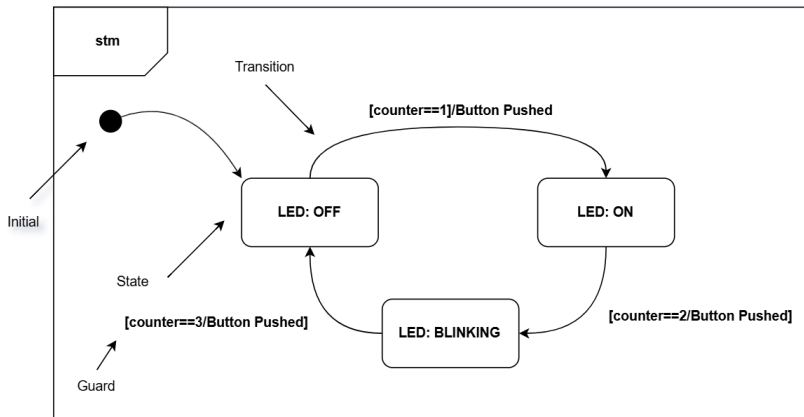 stm
Transition
[counter==1]/Button Pushed
LED: OFF
LED: ON
Initial
State
[counter==3/Button Pushed]
LED: BLINKING
[counter==2/Button Pushed]
Guard